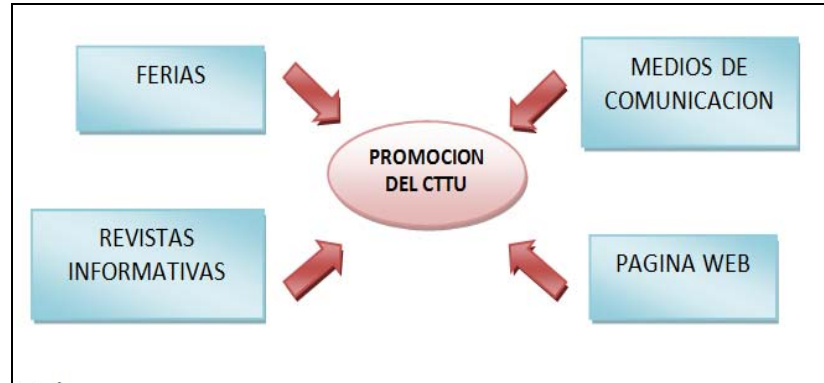 FERIAS
MEDIOS DE
COMUNICACION
PROMOCION
DEL CTTU
REVISTAS
INFORMATIVAS
PAGINA WEB